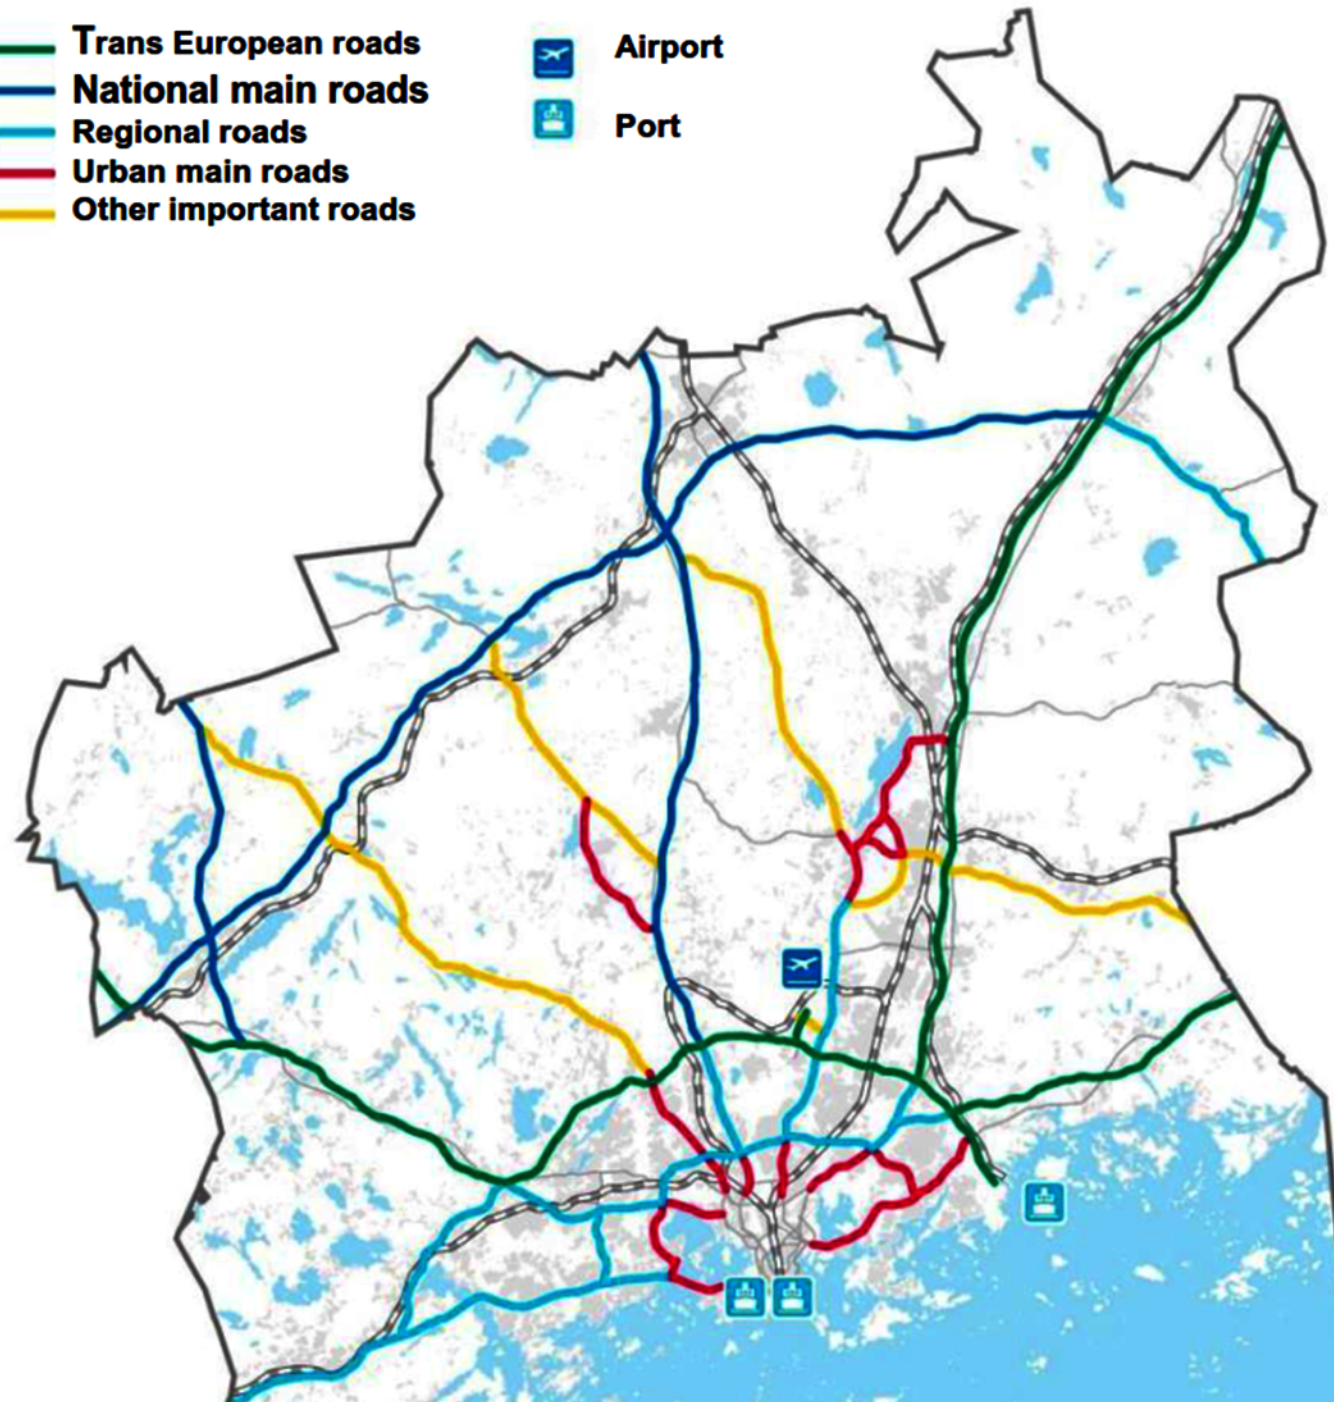 Trans European roads
National main roads
Regional roads
Urban main roads
Other important roads
Airport
Port